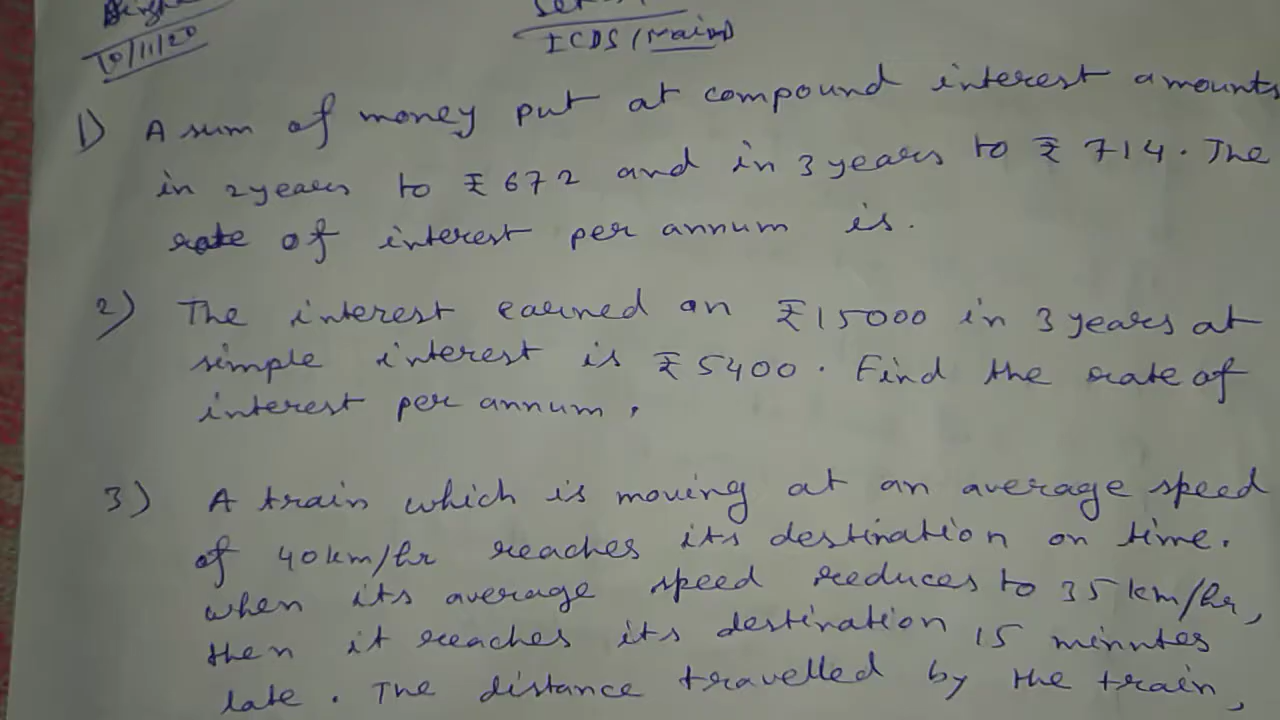 10/11/20
ICDS (Mains)
1) A sum of money put at compound interest amounts
in 2 years to ₹ 672 and in 3 years to ₹ 714. The
rate of interest per annum is.
2) The interest earned on ₹15000 in 3 years at
simple interest is ₹ 5400. Find the rate of
interest per annum.
3) A train which is moving at an average speed
of 40 km/hr reaches its destination on time.
when its average speed reduces to 35 km/hr,
then it reaches its destination 15 minutes
late. The distance travelled by the train,